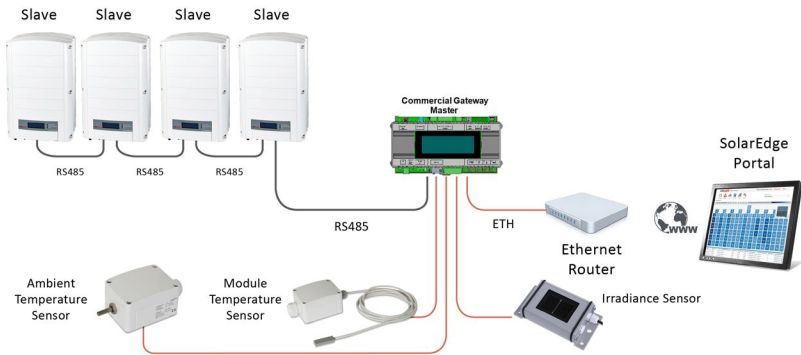 Slave
Slave
Slave
Slave
Commercial Gateway
Master
SolarEdge
Portal
RS485
RS485
RS485
RS485
ETH
WWW
Ethernet
Router
Ambient
Temperature
Sensor
Module
Temperature
Sensor
Irradiance Sensor